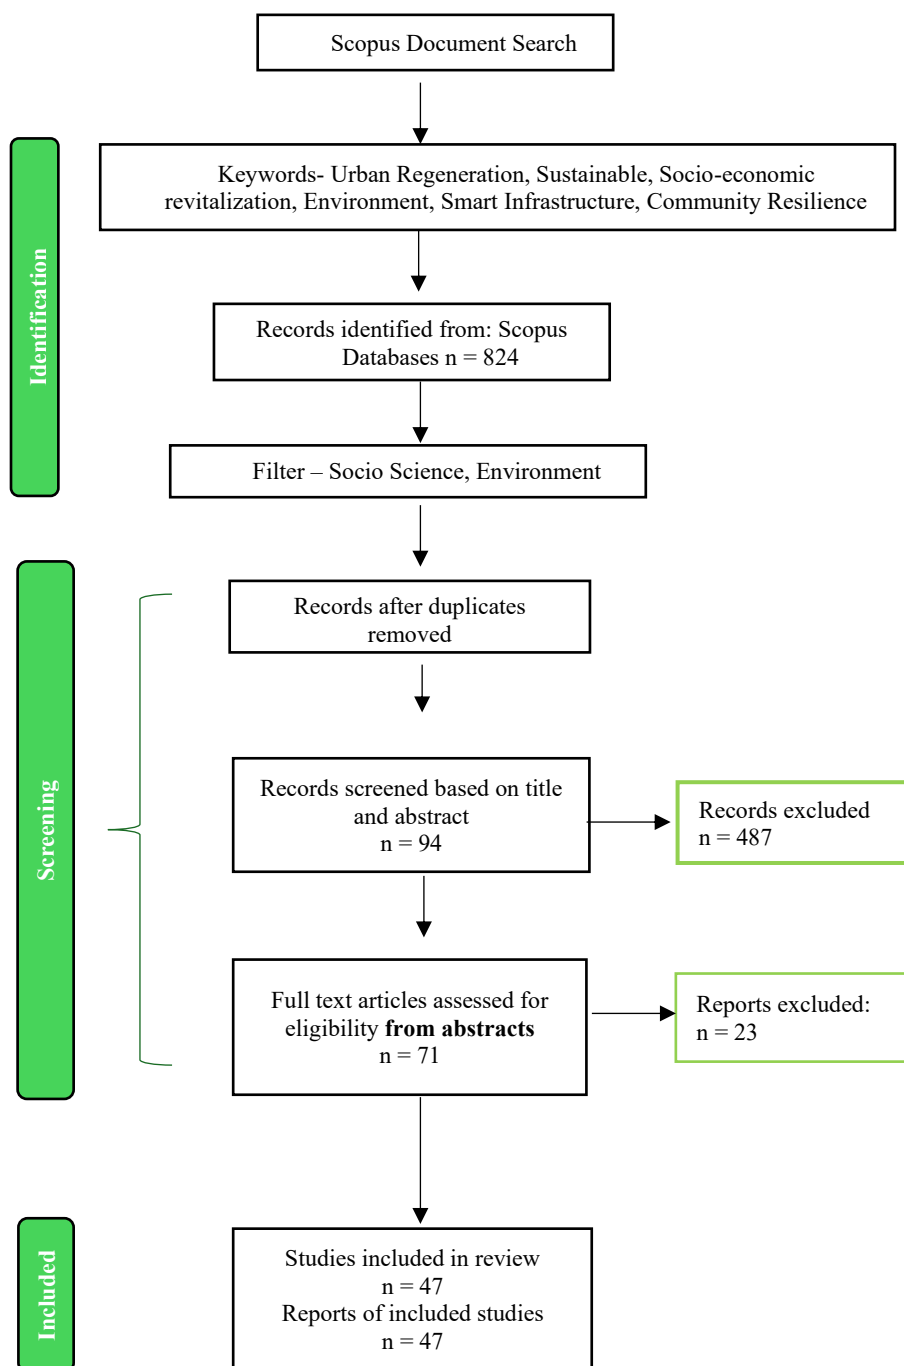 Scopus Document Search
Identification
Keywords- Urban Regeneration, Sustainable, Socio-economic
revitalization, Environment, Smart Infrastructure, Community Resilience
Records identified from: Scopus
Databases n = 824
Filter – Socio Science, Environment
Screening
Records after duplicates
removed
Records screened based on title
and abstract
n = 94
Records excluded
n = 487
Full text articles assessed for
eligibility from abstracts
n = 71
Reports excluded:
n = 23
Included
Studies included in review
n = 47
Reports of included studies
n = 47